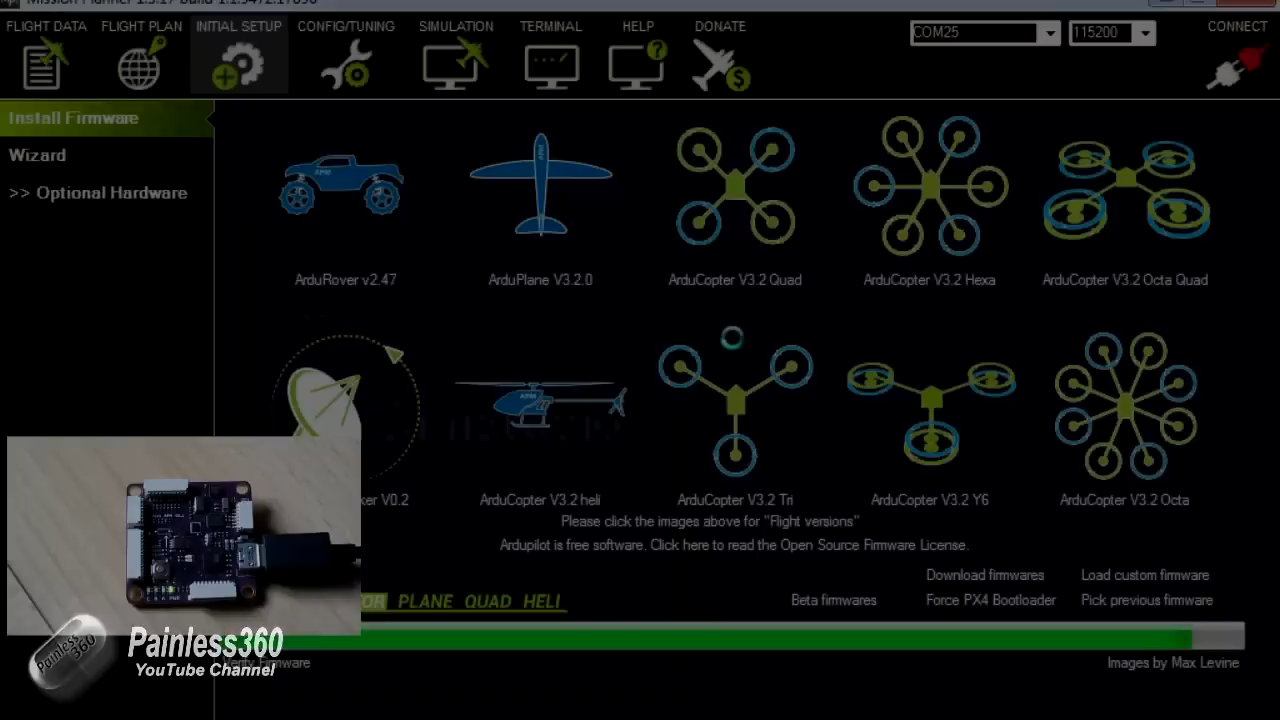 FLIGHT DATA FLIGHT PLAN INITIAL SETUP CONFIG/TUNING SIMULATION TERMINAL HELP DONATE
COM25 115200 CONNECT
Install Firmware
Wizard
>> Optional Hardware
ArduRover v2.47 ArduPlane V3.2.0 ArduCopter V3.2 Quad ArduCopter V3.2 Hexa ArduCopter V3.2 Octa Quad
V0.2 ArduCopter V3.2 heli ArduCopter V3.2 Tri ArduCopter V3.2 Y6 ArduCopter V3.2 Octa
Please click the images above for "Flight versions"
Ardupilot is free software. Click here to read the Open Source Firmware License.
Download firmwares Load custom firmware
PLANE QUAD HELI Beta firmwares Force PX4 Bootloader Pick previous firmware
Painless360
YouTube Channel
Painless
360
Verify Firmware Images by Max Levine